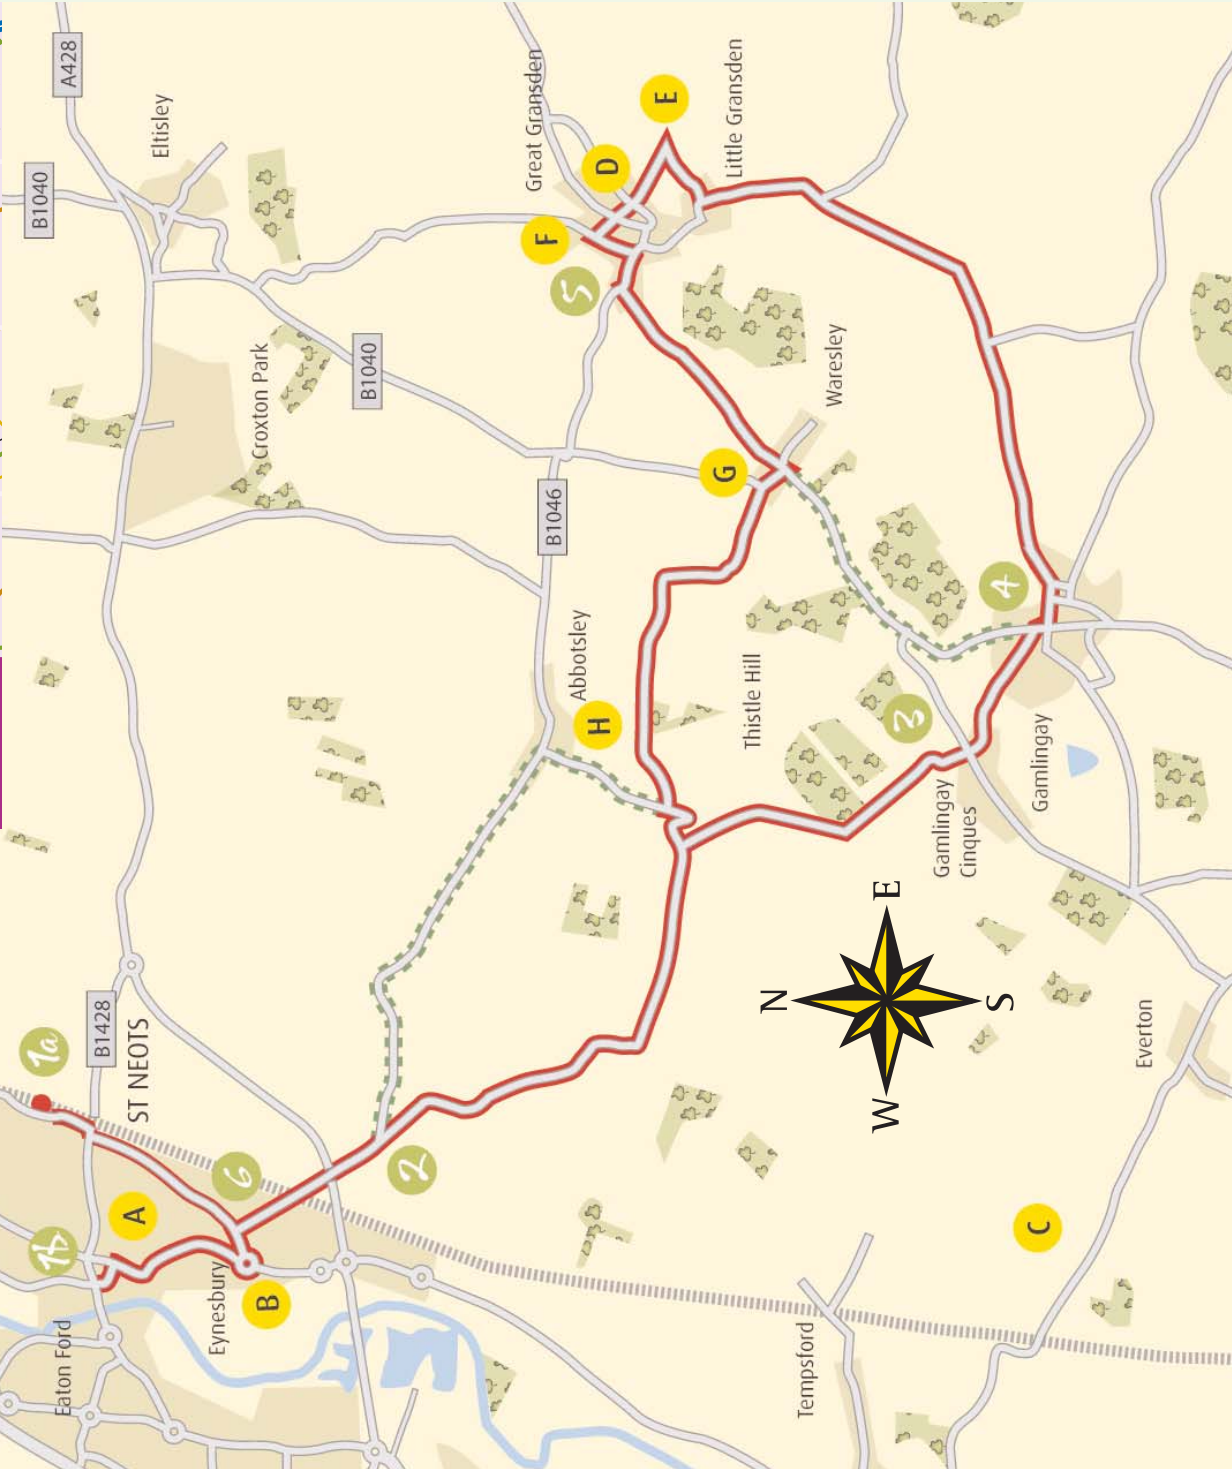 1a
B1040
1b
Eaton Ford
A428
B1428
A
ST NEOTS
Eltisley
Eynesbury
6
Croxton Park
B
B1040
2
Great Gransden
F
B1046
5
Abbotsley
H
D
E
G
Little Gransden
Thistle Hill
N
Tempsford
Waresley
W
E
3
Gamlingay
Cinques
S
4
C
Gamlingay
Everton